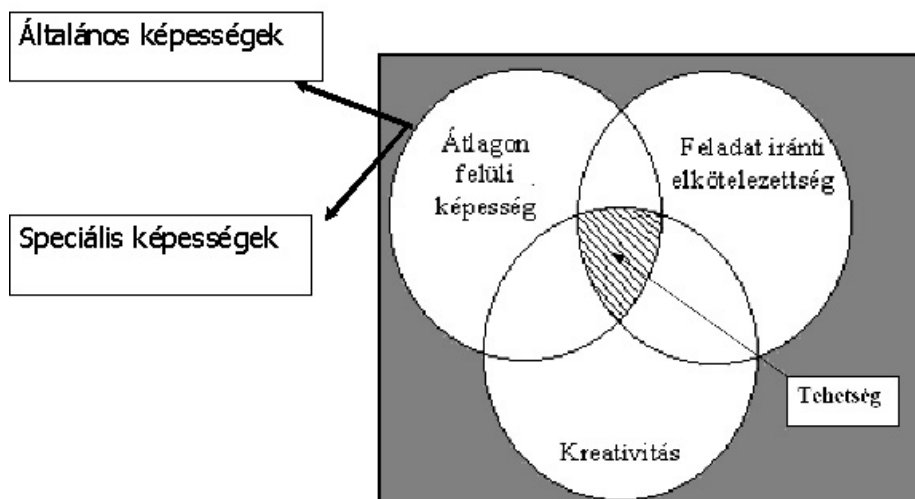 Általános képességek
Speciális képességek
Átlagon
felüli
képesség
Feladat iránti
elkötelezettség
Tehetség
Kreativitás